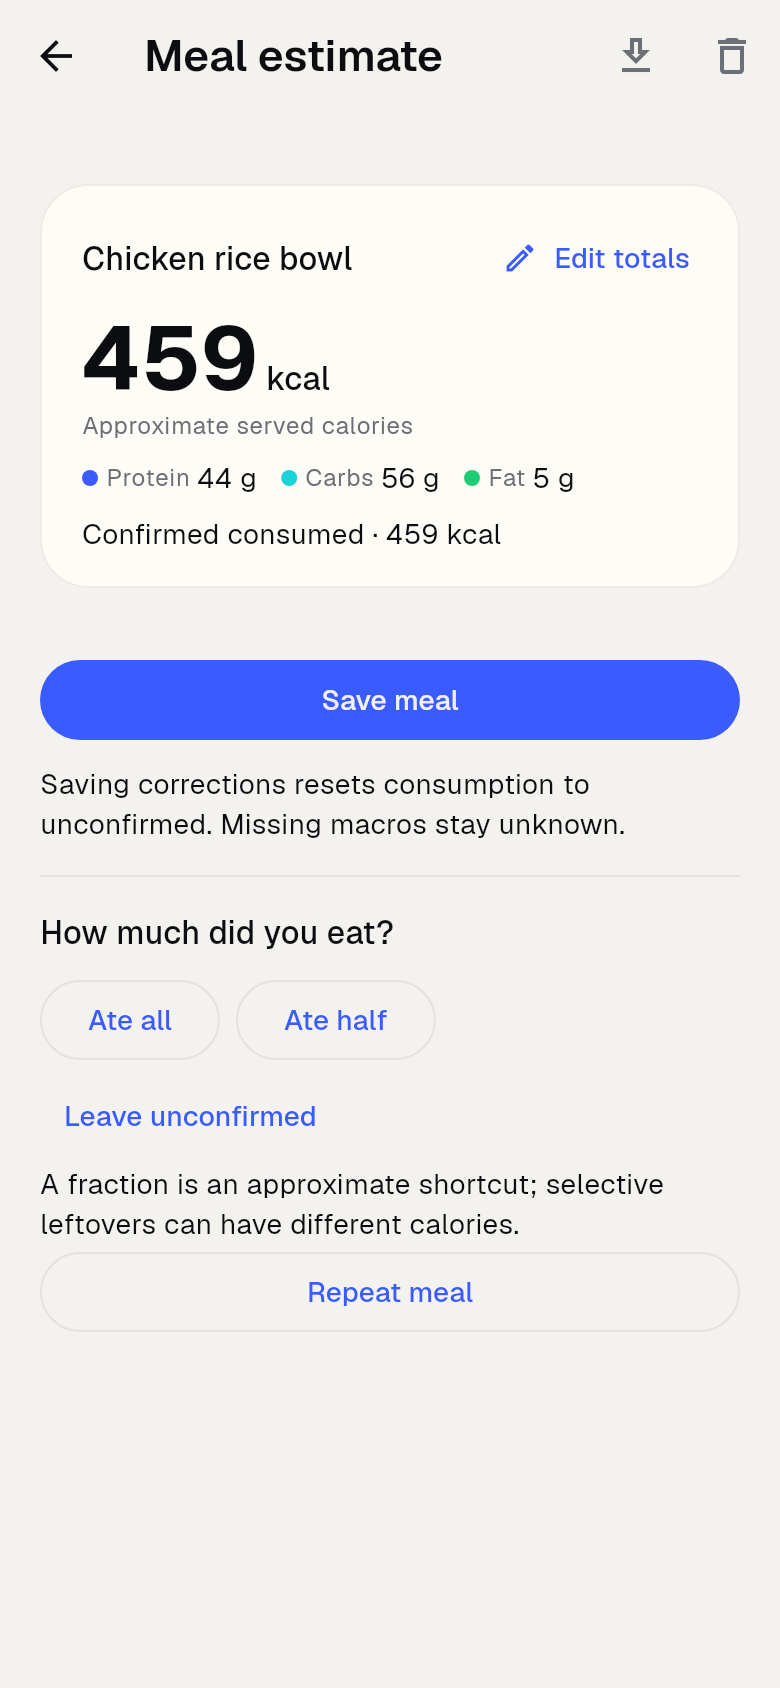 Meal estimate
Chicken rice bowl
Edit totals
459 kcal
Approximate served calories
Protein 44 g Carbs 56 g Fat 5 g
Confirmed consumed · 459 kcal
Save meal
Saving corrections resets consumption to
unconfirmed. Missing macros stay unknown.
How much did you eat?
Ate all
Ate half
Leave unconfirmed
A fraction is an approximate shortcut; selective
leftovers can have different calories.
Repeat meal